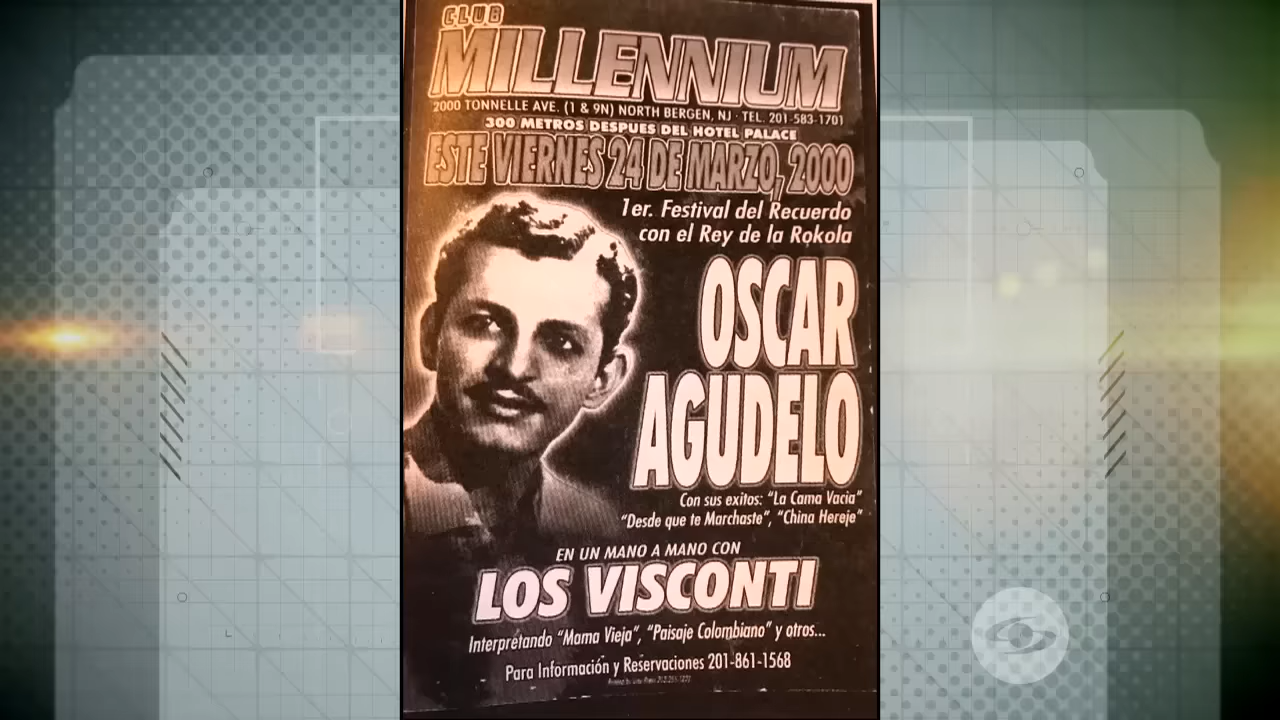 CLUB
MILLENNIUM
2000 TONNELLE AVE. (1 & 9N) NORTH BERGEN, NJ · TEL. 201-583-1701
300 METROS DESPUES DEL HOTEL PALACE
ESTE VIERNES 24 DE MARZO, 2000
1er. Festival del Recuerdo
con el Rey de la Rokola
OSCAR
AGUDELO
Con sus exitos: "La Cama Vacia"
"Desde que te Marchaste", "China Hereje"
EN UN MANO A MANO CON
LOS VISCONTI
Interpretando "Mama Vieja", "Paisaje Colombiano" y otros...
Para Información y Reservaciones 201-861-1568